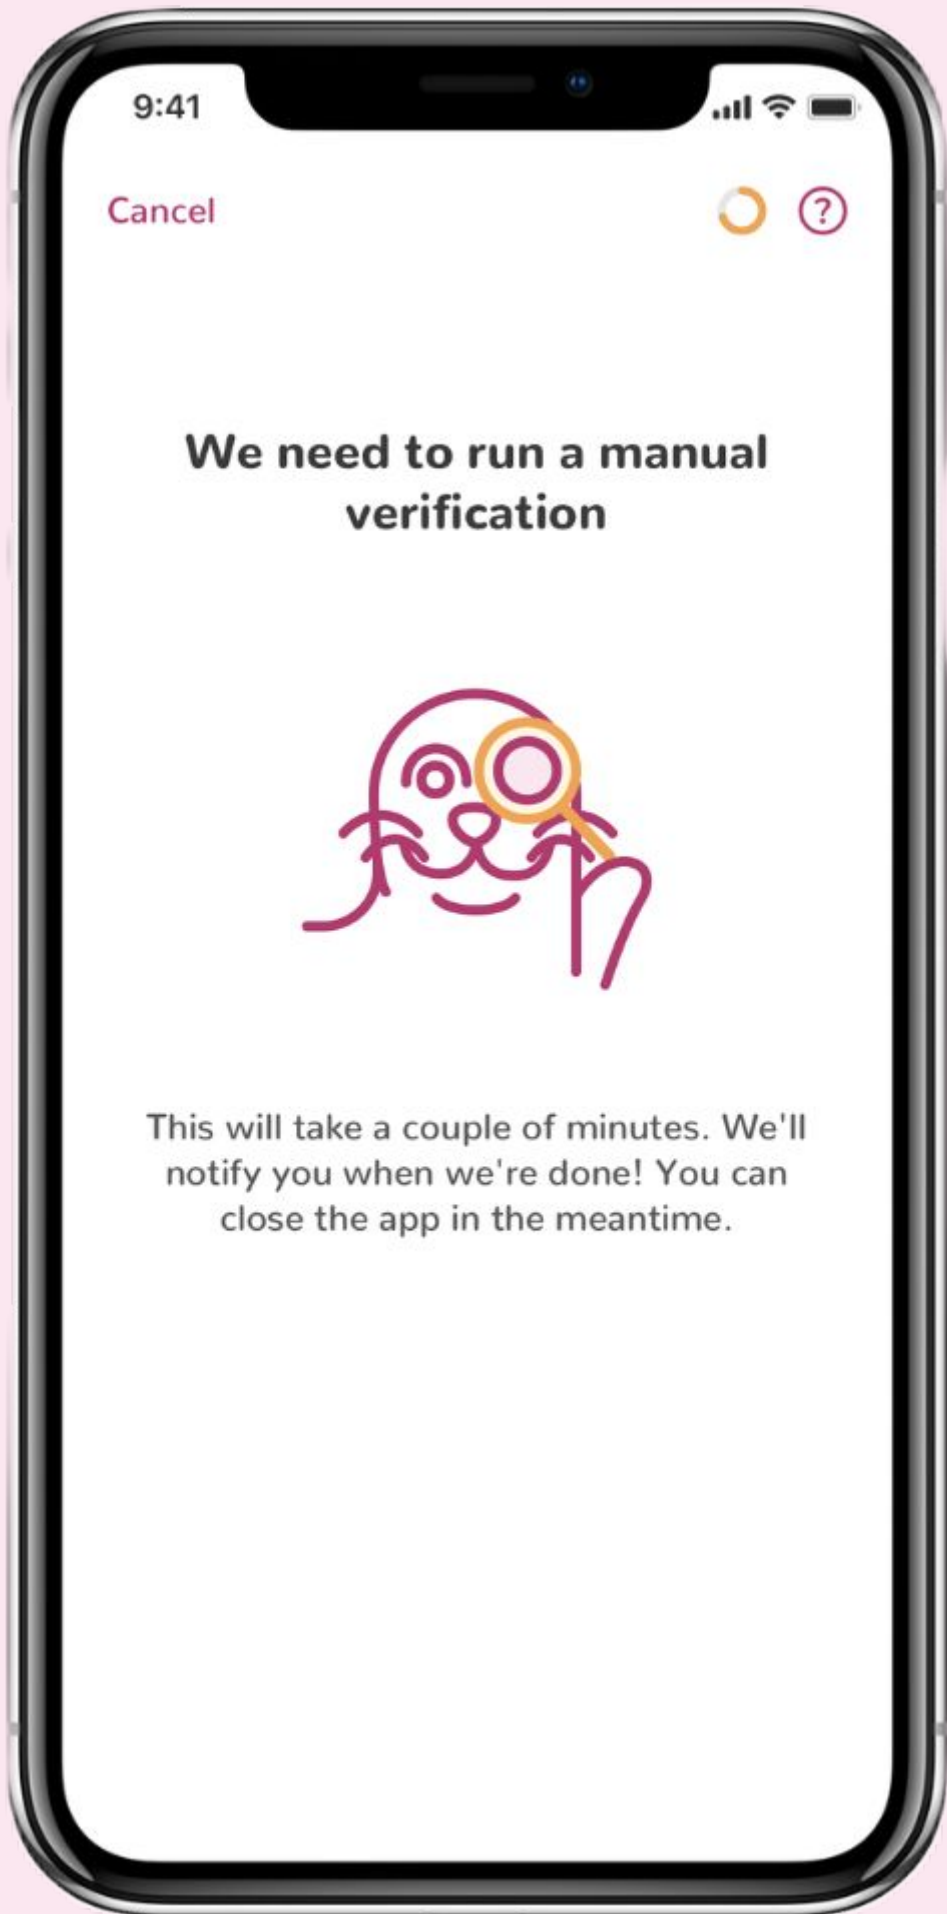 9:41
Cancel
?
We need to run a manual
verification
This will take a couple of minutes. We'll
notify you when we're done! You can
close the app in the meantime.